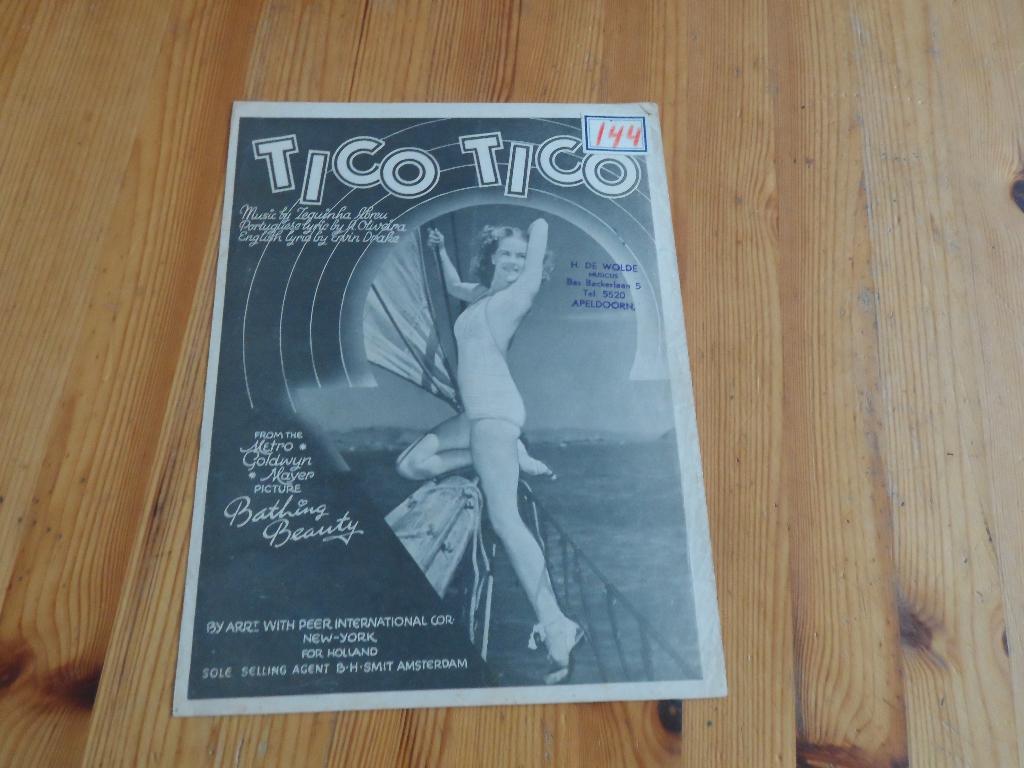 TICO TICO
144
Music by Zequinha Abreu
Portuguese lyric by A. Oliveira
English lyric by Ervin Drake
H. DE WOLDE
MUSICUS
Bas Backerlaan 5
Tel. 5520
APELDOORN.
FROM THE
Metro
Goldwyn
Mayer
PICTURE
Bathing
Beauty
BY ARRT WITH PEER INTERNATIONAL COR.
NEW-YORK
FOR HOLLAND
SOLE SELLING AGENT B·H·SMIT AMSTERDAM